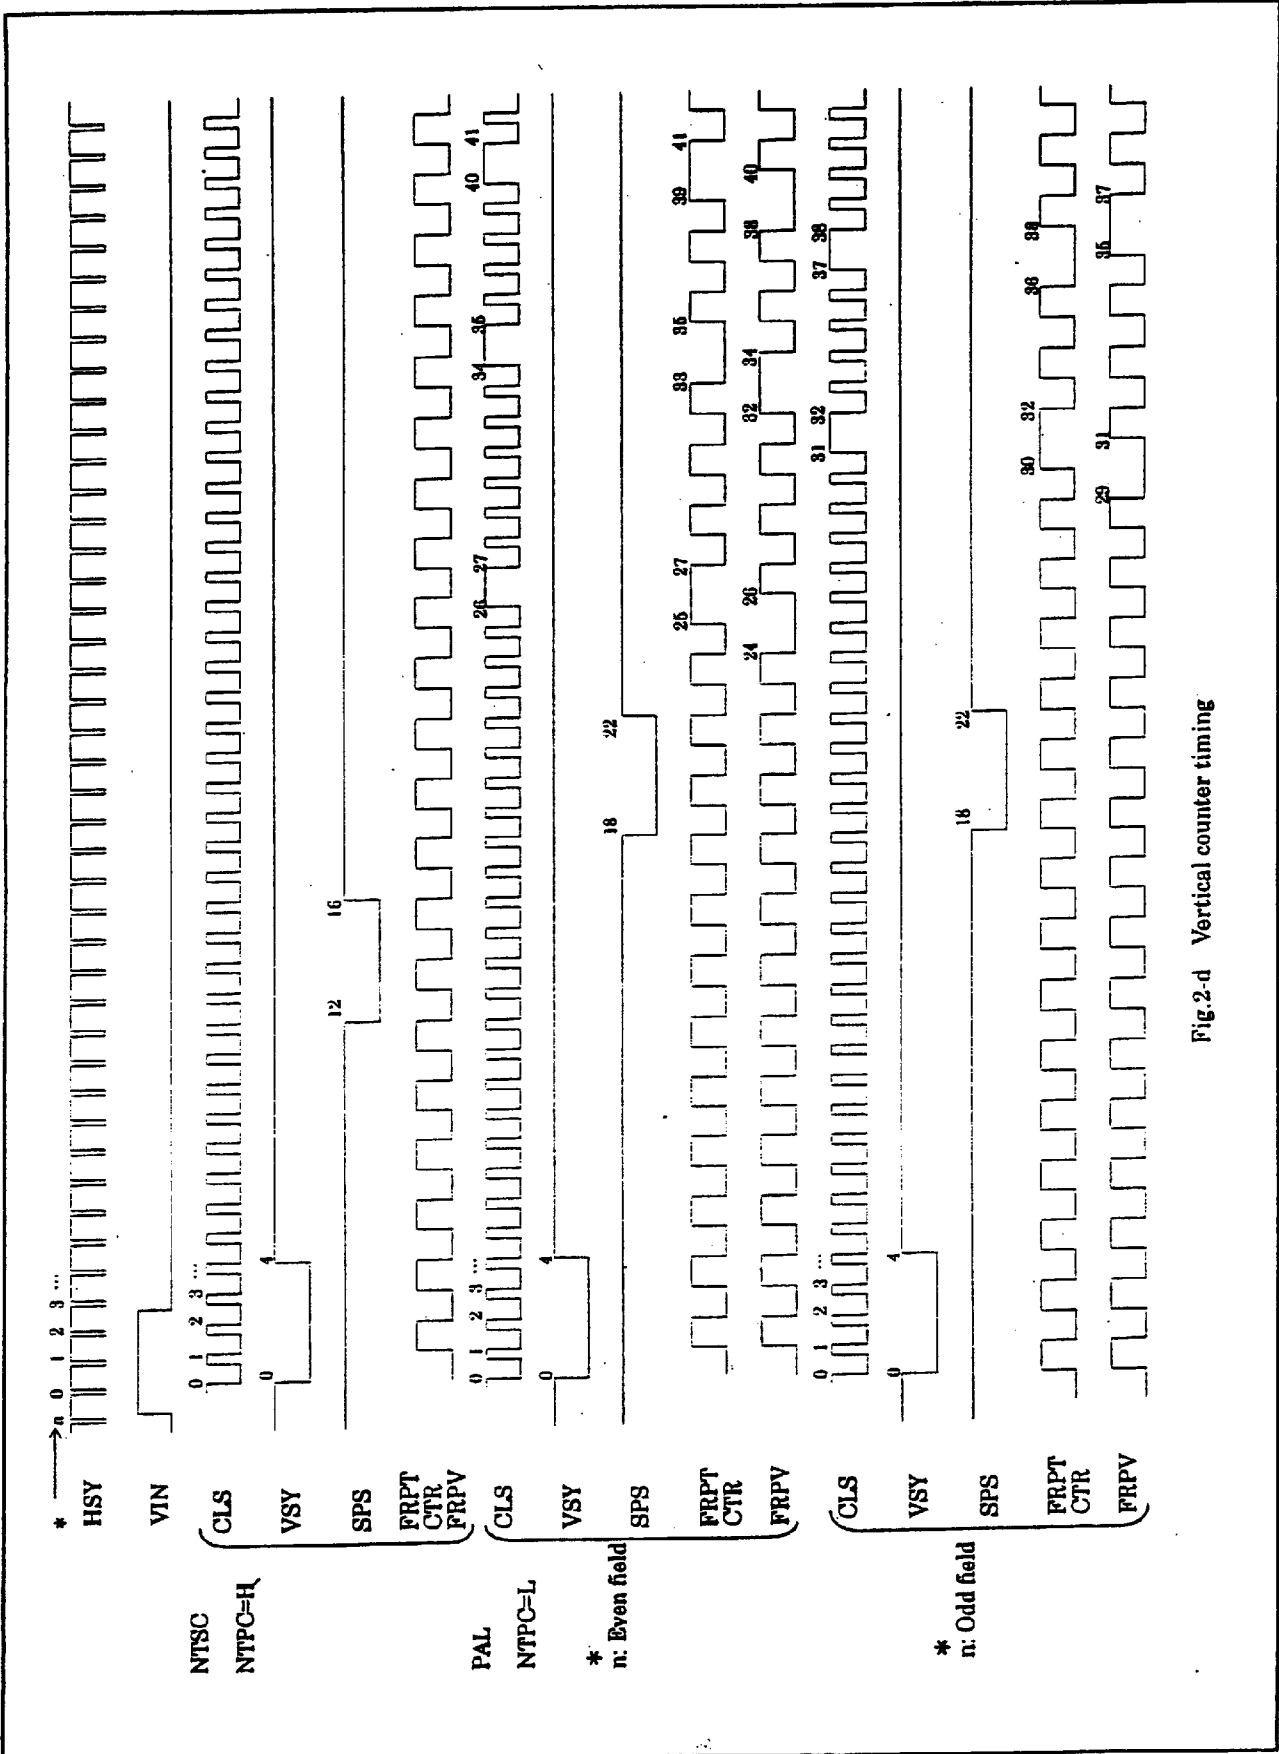 * → n 0 1 2 3 ...
HSY
VIN
NTSC
NTPC=H
0 1 2 3 ...
CLS
0 4
VSY
12 16
SPS
FRPT
CTR
FRPV
PAL
NTPC=L
0 1 2 3 ... 26 27 34 35 40 41
CLS
0 4
VSY
*
n: Even field
18 22
SPS
25 27 33 35 39 41
FRPT
CTR
24 26 32 34 38 40
FRPV
0 1 2 3 ... 31 32 37 38
CLS
0 4
VSY
*
n: Odd field
18 22
SPS
30 32 36 38
FRPT
CTR
29 31 35 37
FRPV
Fig.2-d Vertical counter timing